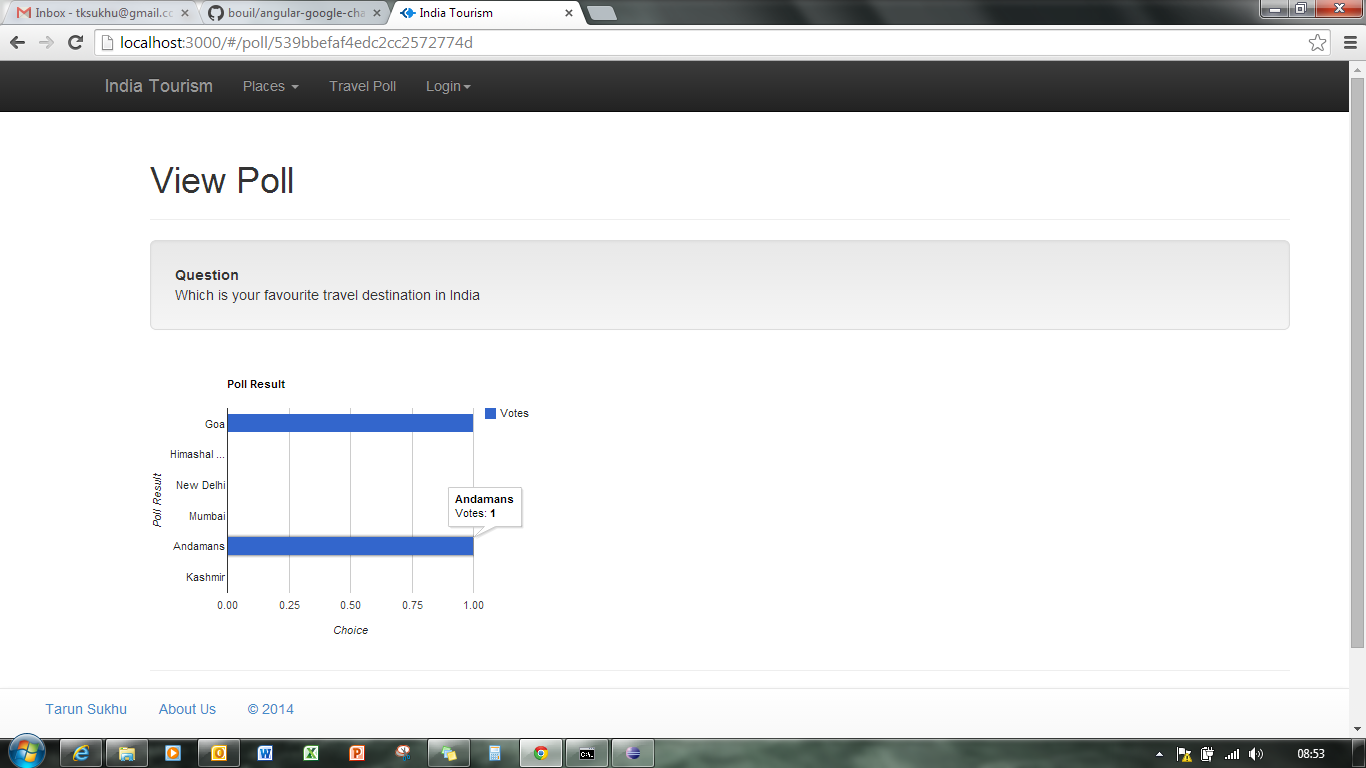 Inbox - tksukhu@gmail.co
bouil/angular-google-cha
India Tourism
localhost:3000/#/poll/539bbefaf4edc2cc2572774d
India Tourism Places Travel Poll Login
View Poll
Question
Which is your favourite travel destination in India
Poll Result
Votes
Goa
Himashal ...
New Delhi
Mumbai
Andamans
Kashmir
Poll Result
Andamans
Votes: 1
0.00 0.25 0.50 0.75 1.00
Choice
Tarun Sukhu About Us © 2014
08:53